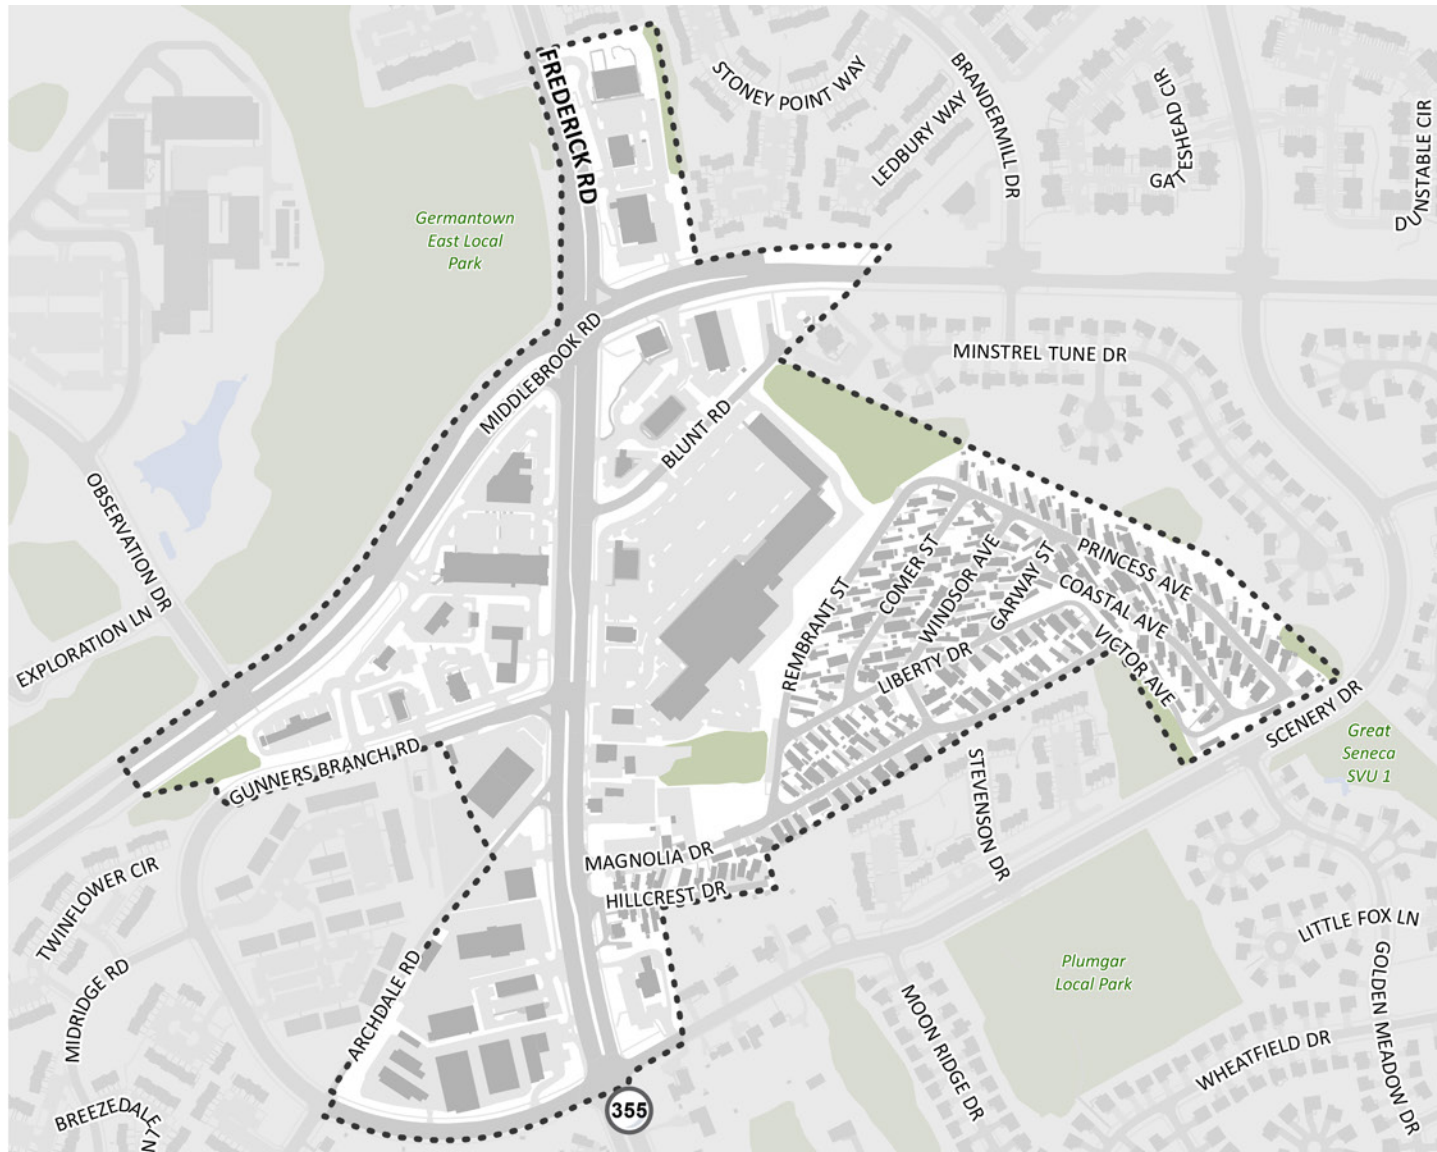 FREDERICK RD
STONEY POINT WAY
BRANDERMILL DR
LEDBURY WAY
GATESHEAD CIR
DUNSTABLE CIR
Germantown
East Local
Park
MIDDLEBROOK RD
MINSTREL TUNE DR
BLUNT RD
OBSERVATION DR
EXPLORATION LN
REMBRANT ST
COMER ST
WINDSOR AVE
GARWAY ST
PRINCESS AVE
COASTAL AVE
VICTOR AVE
LIBERTY DR
SCENERY DR
Great
Seneca
SVU 1
GUNNERS BRANCH RD
STEVENSON DR
MAGNOLIA DR
HILLCREST DR
TWINFLOWER CIR
MIDRIDGE RD
ARCHDALE RD
Plumgar
Local Park
LITTLE FOX LN
GOLDEN MEADOW DR
MOON RIDGE DR
WHEATFIELD DR
BREEZEDALE LN
355